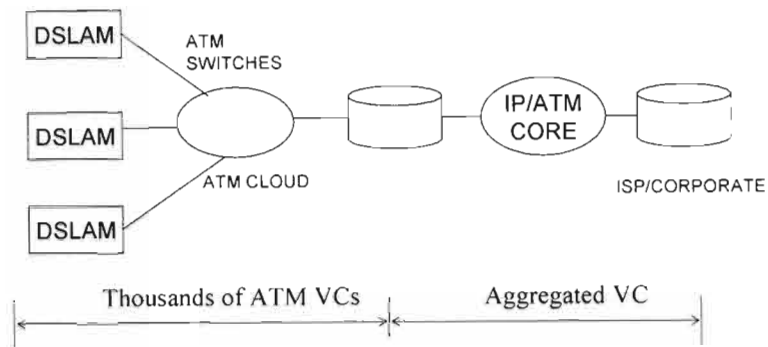 DSLAM
ATM
SWITCHES
DSLAM
IP/ATM
CORE
ATM CLOUD
ISP/CORPORATE
DSLAM
Thousands of ATM VCs
Aggregated VC